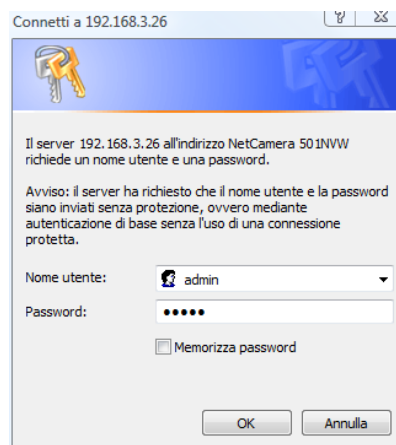 Connetti a 192.168.3.26
Il server 192.168.3.26 all'indirizzo NetCamera 501NVW
richiede un nome utente e una password.
Avviso: il server ha richiesto che il nome utente e la password
siano inviati senza protezione, ovvero mediante
autenticazione di base senza l'uso di una connessione
protetta.
Nome utente:
admin
Password:
•••••
Memorizza password
OK
Annulla